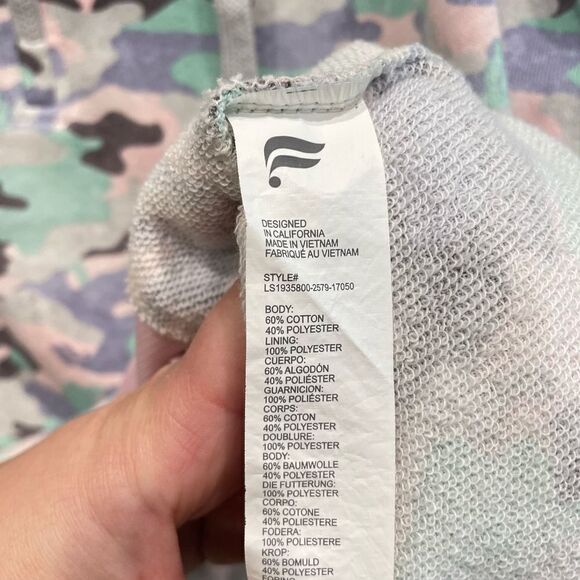 DESIGNED
IN CALIFORNIA
MADE IN VIETNAM
FABRIQUÉ AU VIETNAM
STYLE#
LS1935800-2579-17050
BODY:
60% COTTON
40% POLYESTER
LINING:
100% POLYESTER
CUERPO:
60% ALGODÓN
40% POLIÉSTER
GUARNICION:
100% POLIÉSTER
CORPS:
60% COTON
40% POLYESTER
DOUBLURE:
100% POLYESTER
BODY:
60% BAUMWOLLE
40% POLYESTER
DIE FUTTERUNG:
100% POLYESTER
CORPO:
60% COTONE
40% POLIESTERE
FODERA:
100% POLIESTERE
KROP:
60% BOMULD
40% POLYESTER